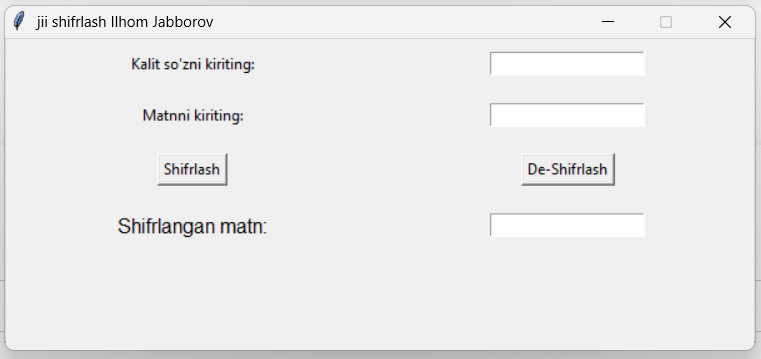 jii shifrlash Ilhom Jabborov
Kalit so'zni kiriting:
Matnni kiriting:
Shifrlash De-Shifrlash
Shifrlangan matn: